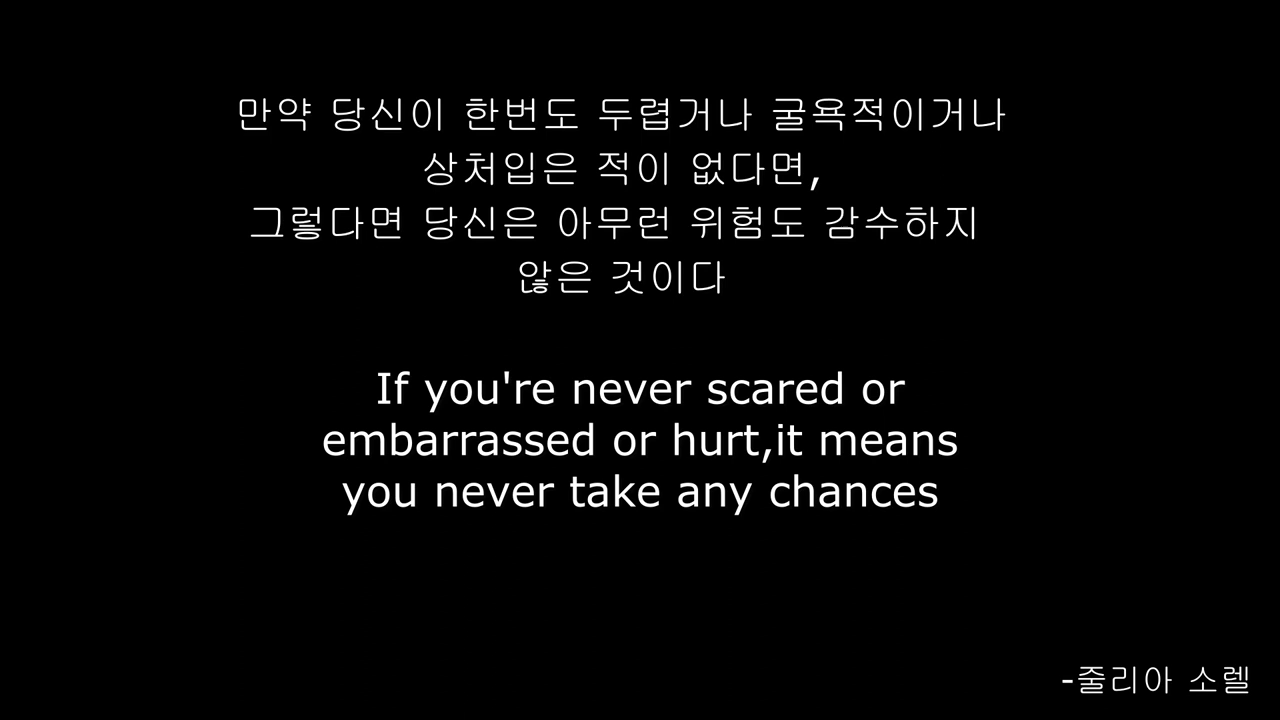 만약 당신이 한번도 두렵거나 굴욕적이거나
상처입은 적이 없다면,
그렇다면 당신은 아무런 위험도 감수하지
않은 것이다
If you're never scared or
embarrassed or hurt,it means
you never take any chances
-줄리아 소렐